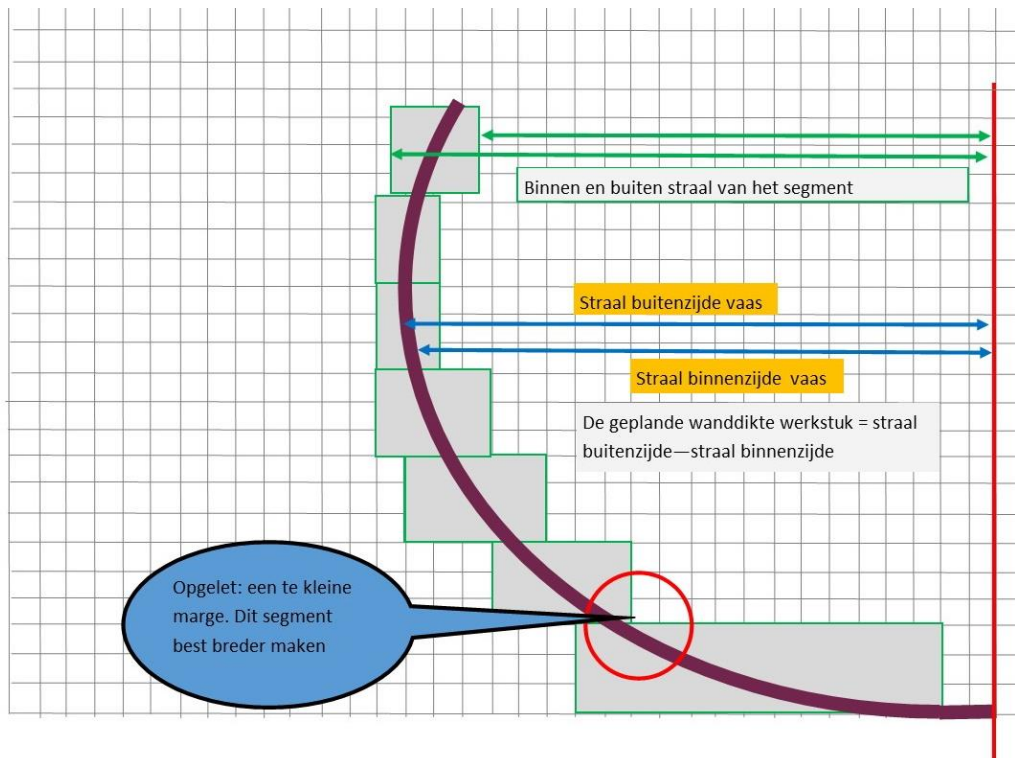 Binnen en buiten straal van het segment
Straal buitenzijde vaas
Straal binnenzijde  vaas
De geplande wanddikte werkstuk = straal
buitenzijde—straal binnenzijde
Opgelet: een te kleine
marge. Dit segment
best breder maken